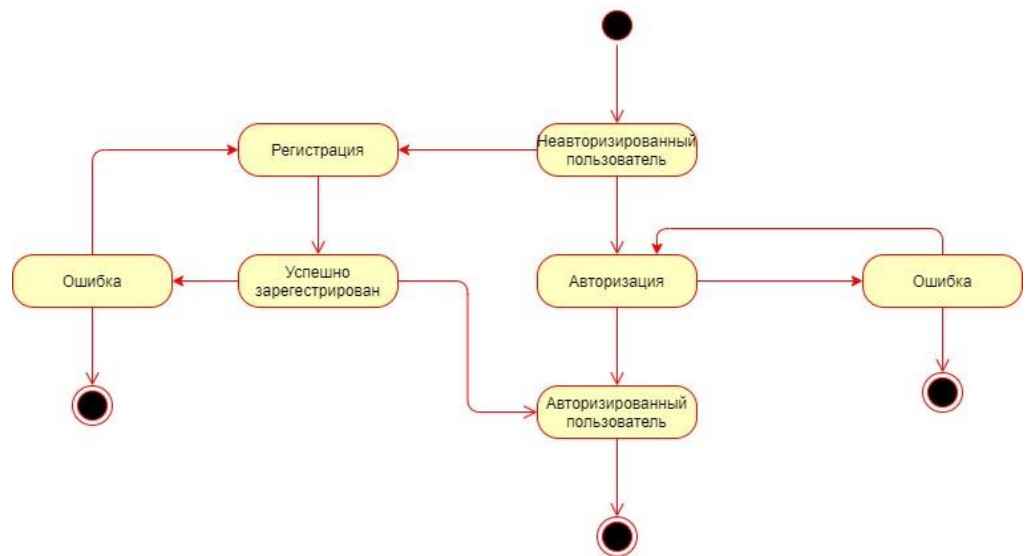 Неавторизированный
пользователь
Регистрация
Ошибка
Успешно
зарегестрирован
Авторизация
Ошибка
Авторизированный
пользователь